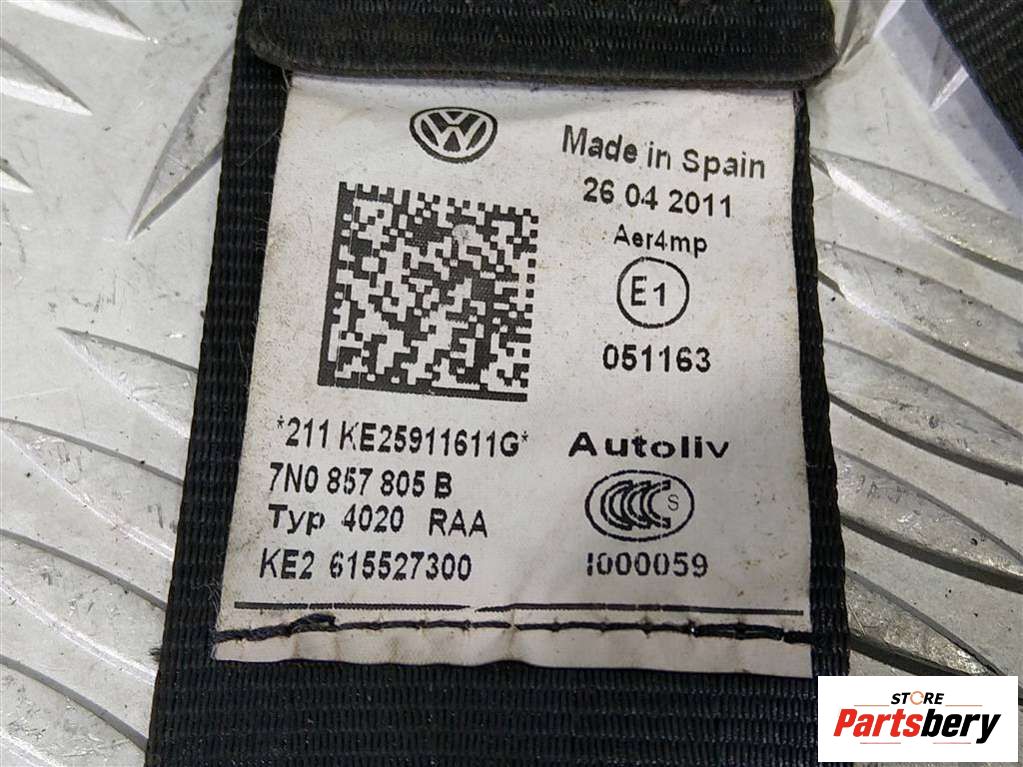 Made in Spain
26 04 2011
Aer4mp
E1
051163
*211 KE25911611G*
7N0 857 805 B
Typ 4020 RAA
KE2 615527300
Autoliv
CCC S
I000059
STORE
Partsbery